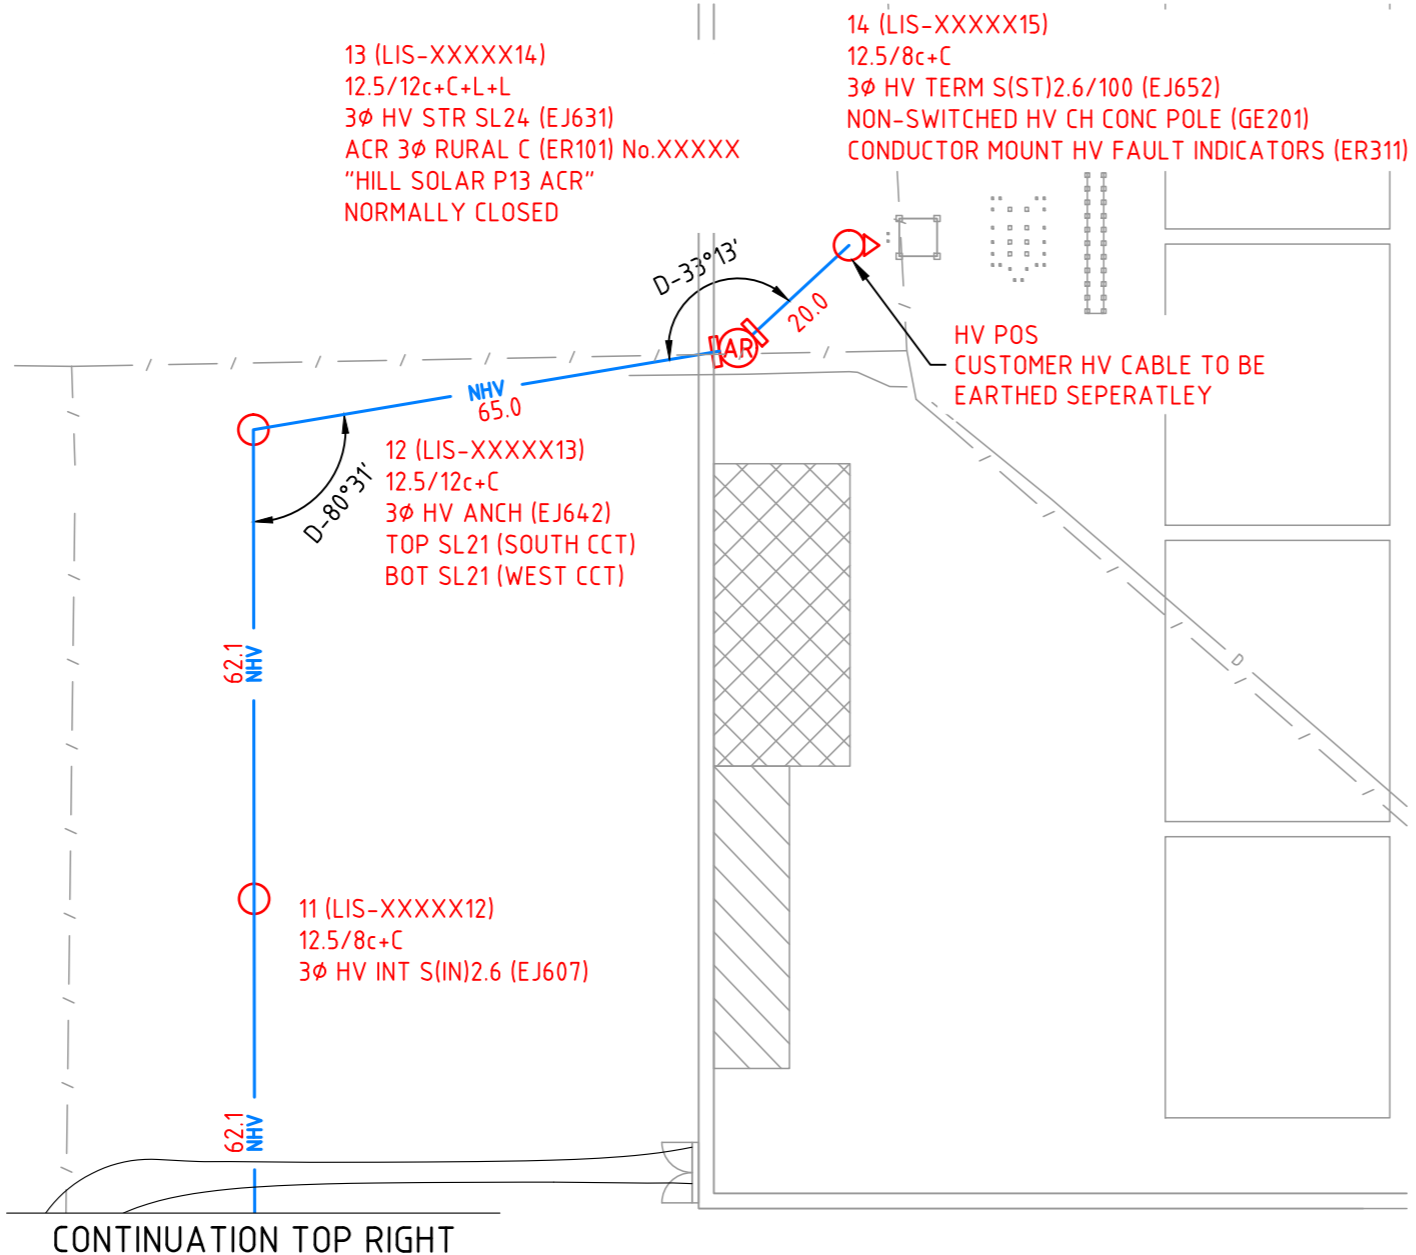 13 (LIS-XXXXX14)
12.5/12c+C+L+L
3Ø HV STR SL24 (EJ631)
ACR 3Ø RURAL C (ER101) No.XXXXX
"HILL SOLAR P13 ACR"
NORMALLY CLOSED
14 (LIS-XXXXX15)
12.5/8c+C
3Ø HV TERM S(ST)2.6/100 (EJ652)
NON-SWITCHED HV CH CONC POLE (GE201)
CONDUCTOR MOUNT HV FAULT INDICATORS (ER311)
D-33°13'
20.0
AR
HV POS
CUSTOMER HV CABLE TO BE
EARTHED SEPERATLEY
NHV
65.0
12 (LIS-XXXXX13)
12.5/12c+C
3Ø HV ANCH (EJ642)
TOP SL21 (SOUTH CCT)
BOT SL21 (WEST CCT)
D-80°31'
62.1
NHV
D
11 (LIS-XXXXX12)
12.5/8c+C
3Ø HV INT S(IN)2.6 (EJ607)
62.1
NHV
CONTINUATION TOP RIGHT